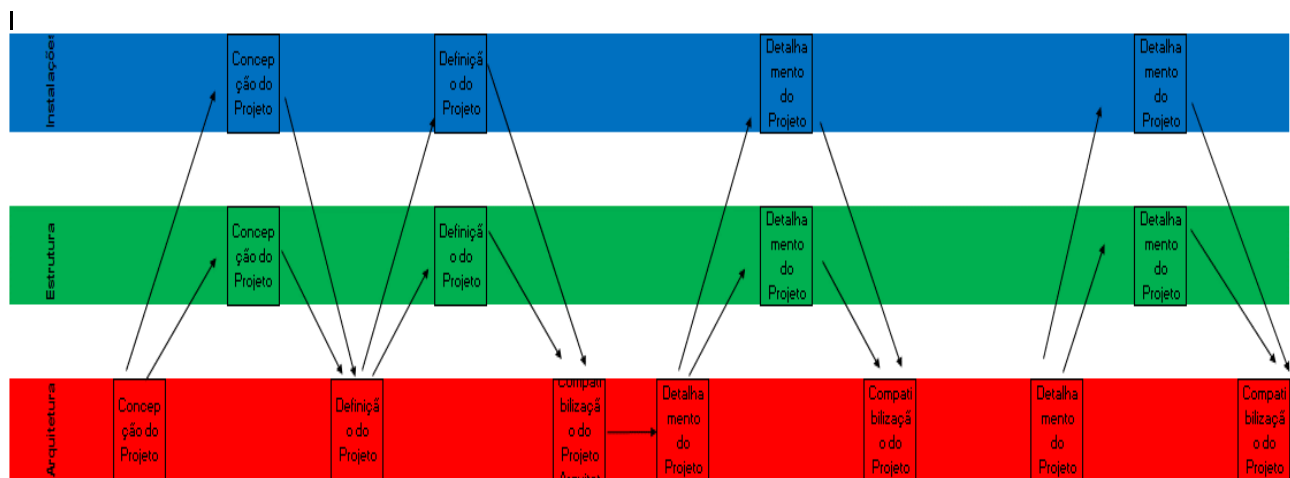 Instalações
Concep
ção do
Projeto
Definiçã
o do
Projeto
Detalha
mento
do
Projeto
Detalha
mento
do
Projeto
Estrutura
Concep
ção do
Projeto
Definiçã
o do
Projeto
Detalha
mento
do
Projeto
Detalha
mento
do
Projeto
Arquitetura
Concep
ção do
Projeto
Definiçã
o do
Projeto
Compati
bilizaçã
o do
Projeto
Arquitet
Detalha
mento
do
Projeto
Compati
bilizaçã
o do
Projeto
Detalha
mento
do
Projeto
Compati
bilizaçã
o do
Projeto